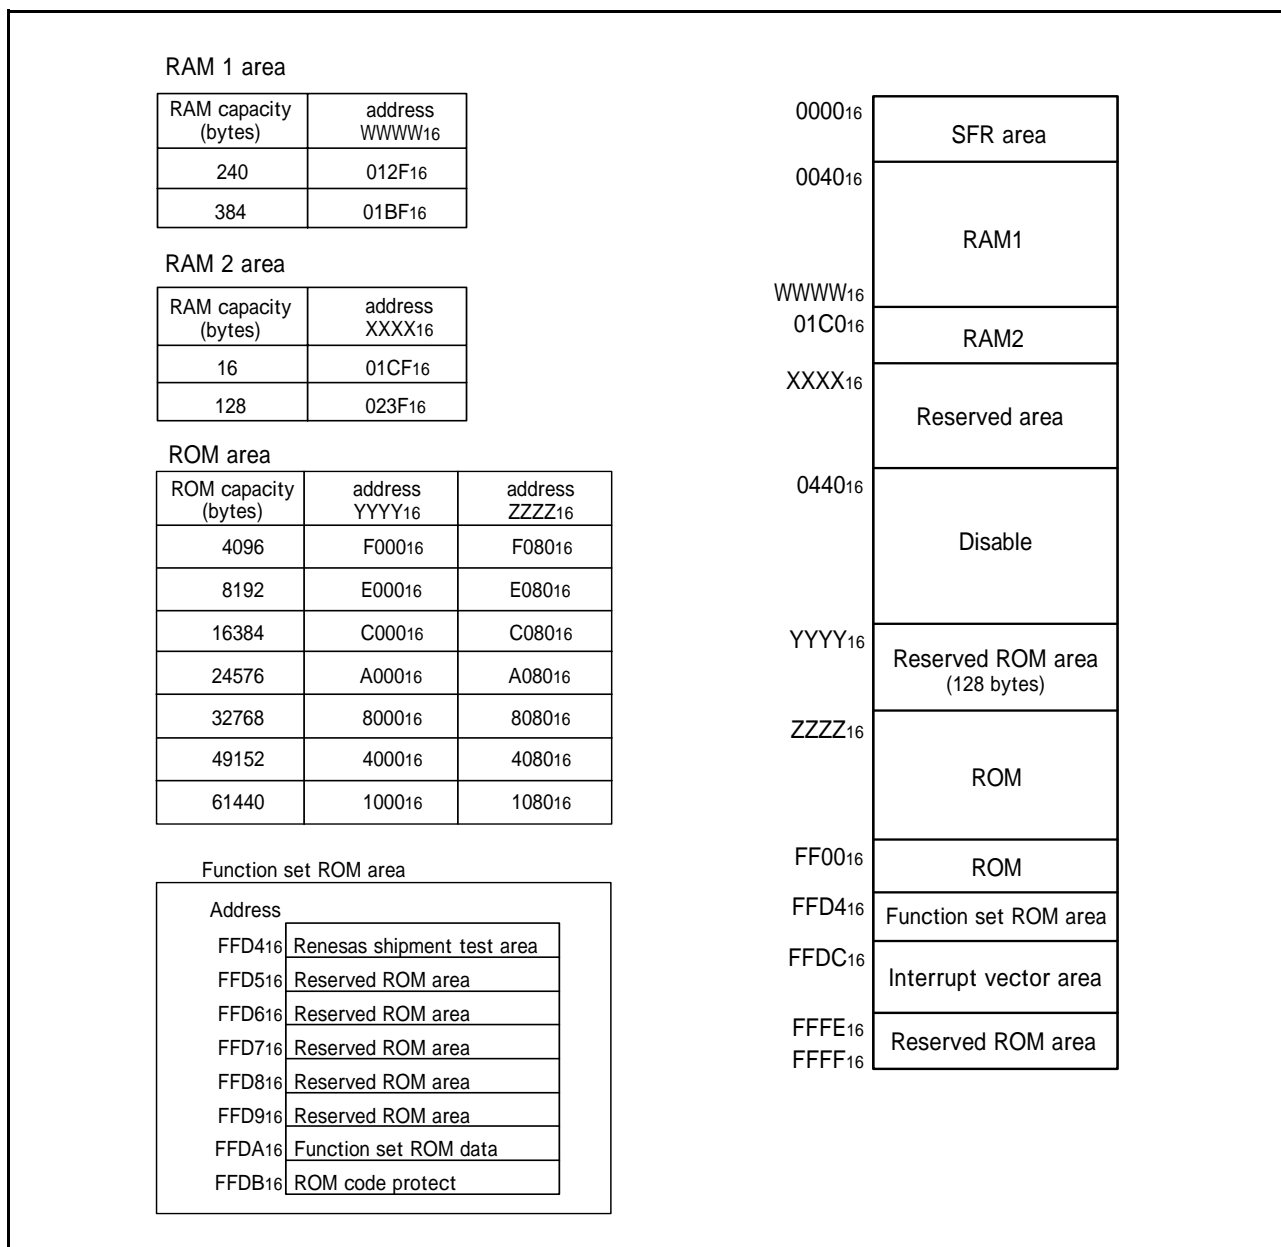 RAM 1 area
RAM capacity (bytes) address WWWW16
240 012F16
384 01BF16
RAM 2 area
RAM capacity (bytes) address XXXX16
16 01CF16
128 023F16
ROM area
ROM capacity (bytes) address YYYY16 address ZZZZ16
4096 F00016 F08016
8192 E00016 E08016
16384 C00016 C08016
24576 A00016 A08016
32768 800016 808016
49152 400016 408016
61440 100016 108016
Function set ROM area
Address
FFD416 Renesas shipment test area
FFD516 Reserved ROM area
FFD616 Reserved ROM area
FFD716 Reserved ROM area
FFD816 Reserved ROM area
FFD916 Reserved ROM area
FFDA16 Function set ROM data
FFDB16 ROM code protect
000016
SFR area
004016
RAM1
WWWW16
01C016
RAM2
XXXX16
Reserved area
044016
Disable
YYYY16
Reserved ROM area
(128 bytes)
ZZZZ16
ROM
FF0016
ROM
FFD416
Function set ROM area
FFDC16
Interrupt vector area
FFFE16
Reserved ROM area
FFFF16